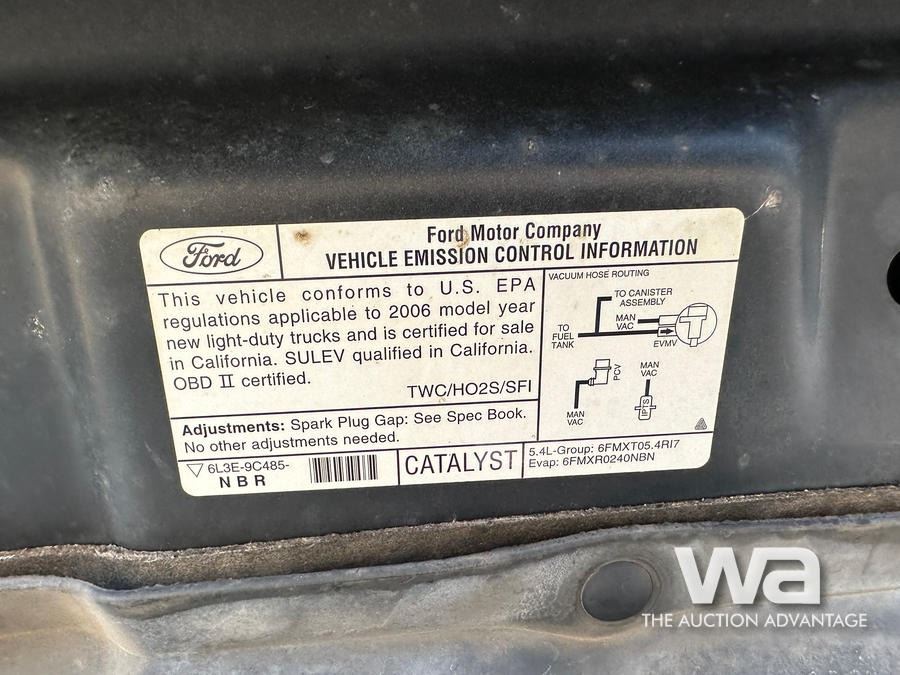 Ford
Ford Motor Company
VEHICLE EMISSION CONTROL INFORMATION
This vehicle conforms to U.S. EPA
regulations applicable to 2006 model year
new light-duty trucks and is certified for sale
in California. SULEV qualified in California.
OBD II certified.
TWC/HO2S/SFI
Adjustments: Spark Plug Gap: See Spec Book.
No other adjustments needed.
VACUUM HOSE ROUTING
TO CANISTER
ASSEMBLY
MAN
VAC
TO
FUEL
TANK
EVMV
PCV
MAN
VAC
MAN
VAC
IPTS
6L3E-9C485-
NBR
CATALYST
5.4L-Group: 6FMXT05.4RI7
Evap: 6FMXR0240NBN
wa
THE AUCTION ADVANTAGE